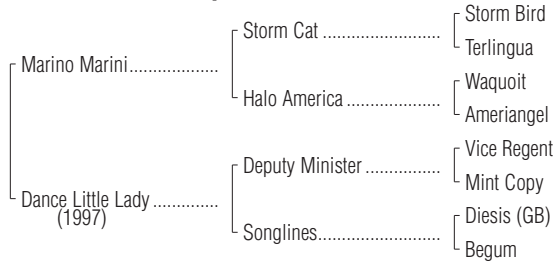 Storm Bird
Storm Cat ..........................
Terlingua
Marino Marini...................
Waquoit
Halo America ....................
Ameriangel
Vice Regent
Deputy Minister ................
Mint Copy
Dance Little Lady ..............
(1997)
Diesis (GB)
Songlines...........................
Begum